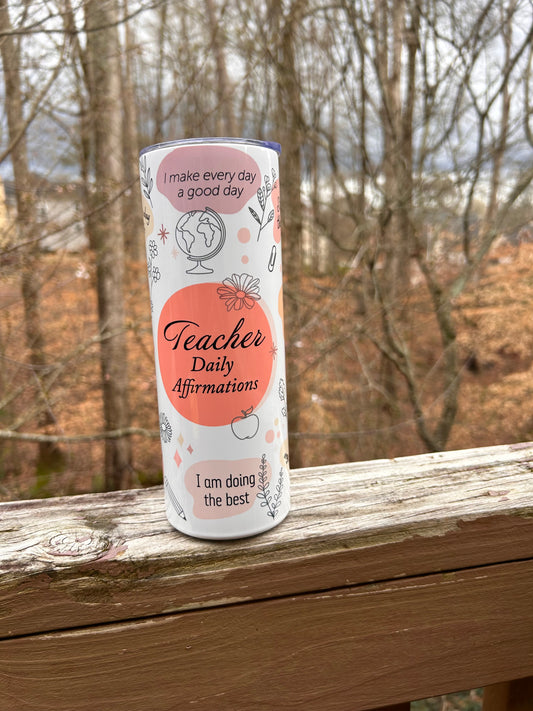 I make every day
a good day
Teacher
Daily
Affirmations
I am doing
the best